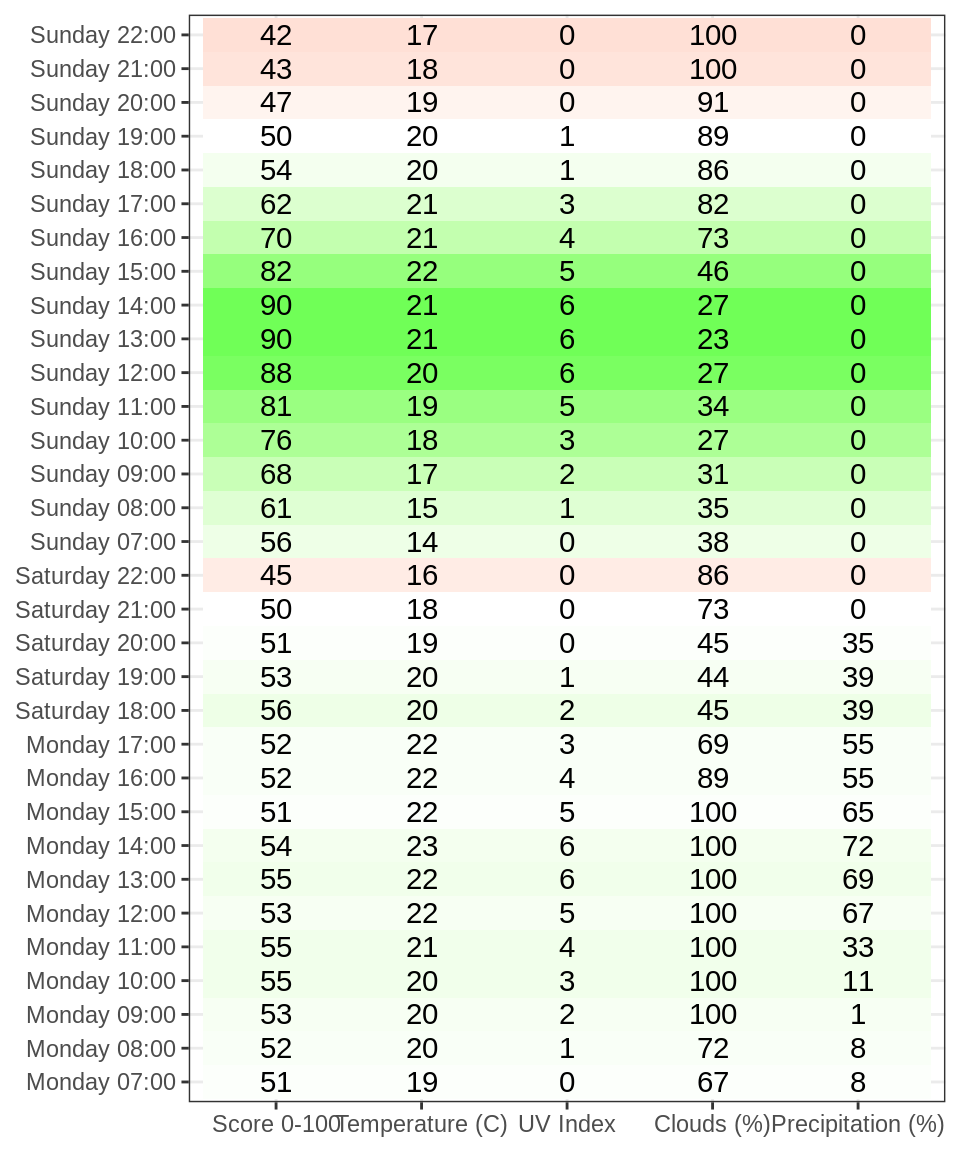 Sunday 22:00 42 17 0 100 0
Sunday 21:00 43 18 0 100 0
Sunday 20:00 47 19 0 91 0
Sunday 19:00 50 20 1 89 0
Sunday 18:00 54 20 1 86 0
Sunday 17:00 62 21 3 82 0
Sunday 16:00 70 21 4 73 0
Sunday 15:00 82 22 5 46 0
Sunday 14:00 90 21 6 27 0
Sunday 13:00 90 21 6 23 0
Sunday 12:00 88 20 6 27 0
Sunday 11:00 81 19 5 34 0
Sunday 10:00 76 18 3 27 0
Sunday 09:00 68 17 2 31 0
Sunday 08:00 61 15 1 35 0
Sunday 07:00 56 14 0 38 0
Saturday 22:00 45 16 0 86 0
Saturday 21:00 50 18 0 73 0
Saturday 20:00 51 19 0 45 35
Saturday 19:00 53 20 1 44 39
Saturday 18:00 56 20 2 45 39
Monday 17:00 52 22 3 69 55
Monday 16:00 52 22 4 89 55
Monday 15:00 51 22 5 100 65
Monday 14:00 54 23 6 100 72
Monday 13:00 55 22 6 100 69
Monday 12:00 53 22 5 100 67
Monday 11:00 55 21 4 100 33
Monday 10:00 55 20 3 100 11
Monday 09:00 53 20 2 100 1
Monday 08:00 52 20 1 72 8
Monday 07:00 51 19 0 67 8
Score 0-100 Temperature (C) UV Index Clouds (%) Precipitation (%)